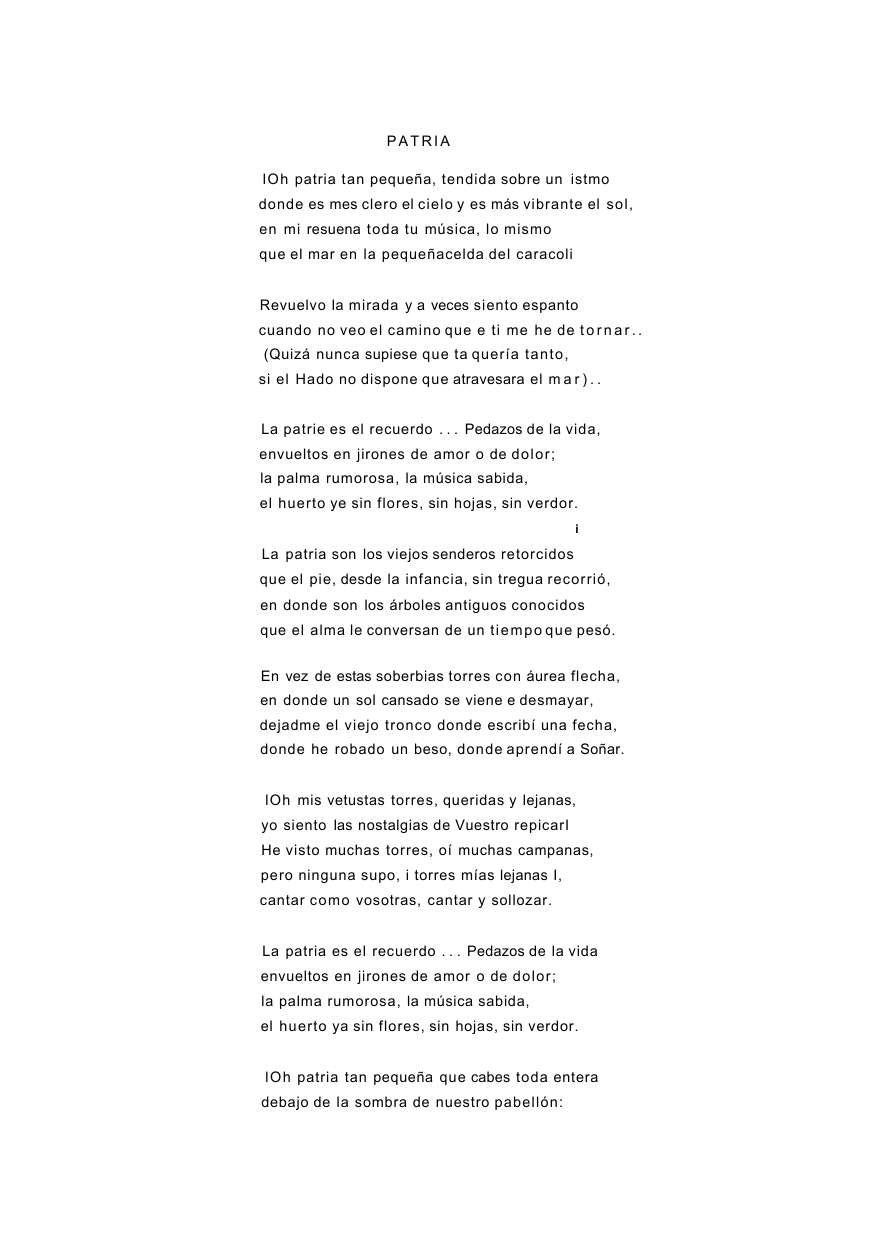 PATRIA
lOh patria tan pequeña, tendida sobre un istmo
donde es mes clero el cielo y es más vibrante el sol,
en mi resuena toda tu música, lo mismo
que el mar en la pequeñacelda del caracoli
Revuelvo la mirada y a veces siento espanto
cuando no veo el camino que e ti me he de tornar..
(Quizá nunca supiese que ta quería tanto,
si el Hado no dispone que atravesara el mar)..
La patrie es el recuerdo ... Pedazos de la vida,
envueltos en jirones de amor o de dolor;
la palma rumorosa, la música sabida,
el huerto ye sin flores, sin hojas, sin verdor.
i
La patria son los viejos senderos retorcidos
que el pie, desde la infancia, sin tregua recorrió,
en donde son los árboles antiguos conocidos
que el alma le conversan de un tiempo que pesó.
En vez de estas soberbias torres con áurea flecha,
en donde un sol cansado se viene e desmayar,
dejadme el viejo tronco donde escribí una fecha,
donde he robado un beso, donde aprendí a Soñar.
lOh mis vetustas torres, queridas y lejanas,
yo siento las nostalgias de Vuestro repicarI
He visto muchas torres, oí muchas campanas,
pero ninguna supo, i torres mías lejanas I,
cantar como vosotras, cantar y sollozar.
La patria es el recuerdo ... Pedazos de la vida
envueltos en jirones de amor o de dolor;
la palma rumorosa, la música sabida,
el huerto ya sin flores, sin hojas, sin verdor.
lOh patria tan pequeña que cabes toda entera
debajo de la sombra de nuestro pabellón: